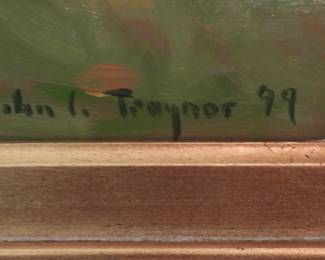 ohn C. Traynor 99